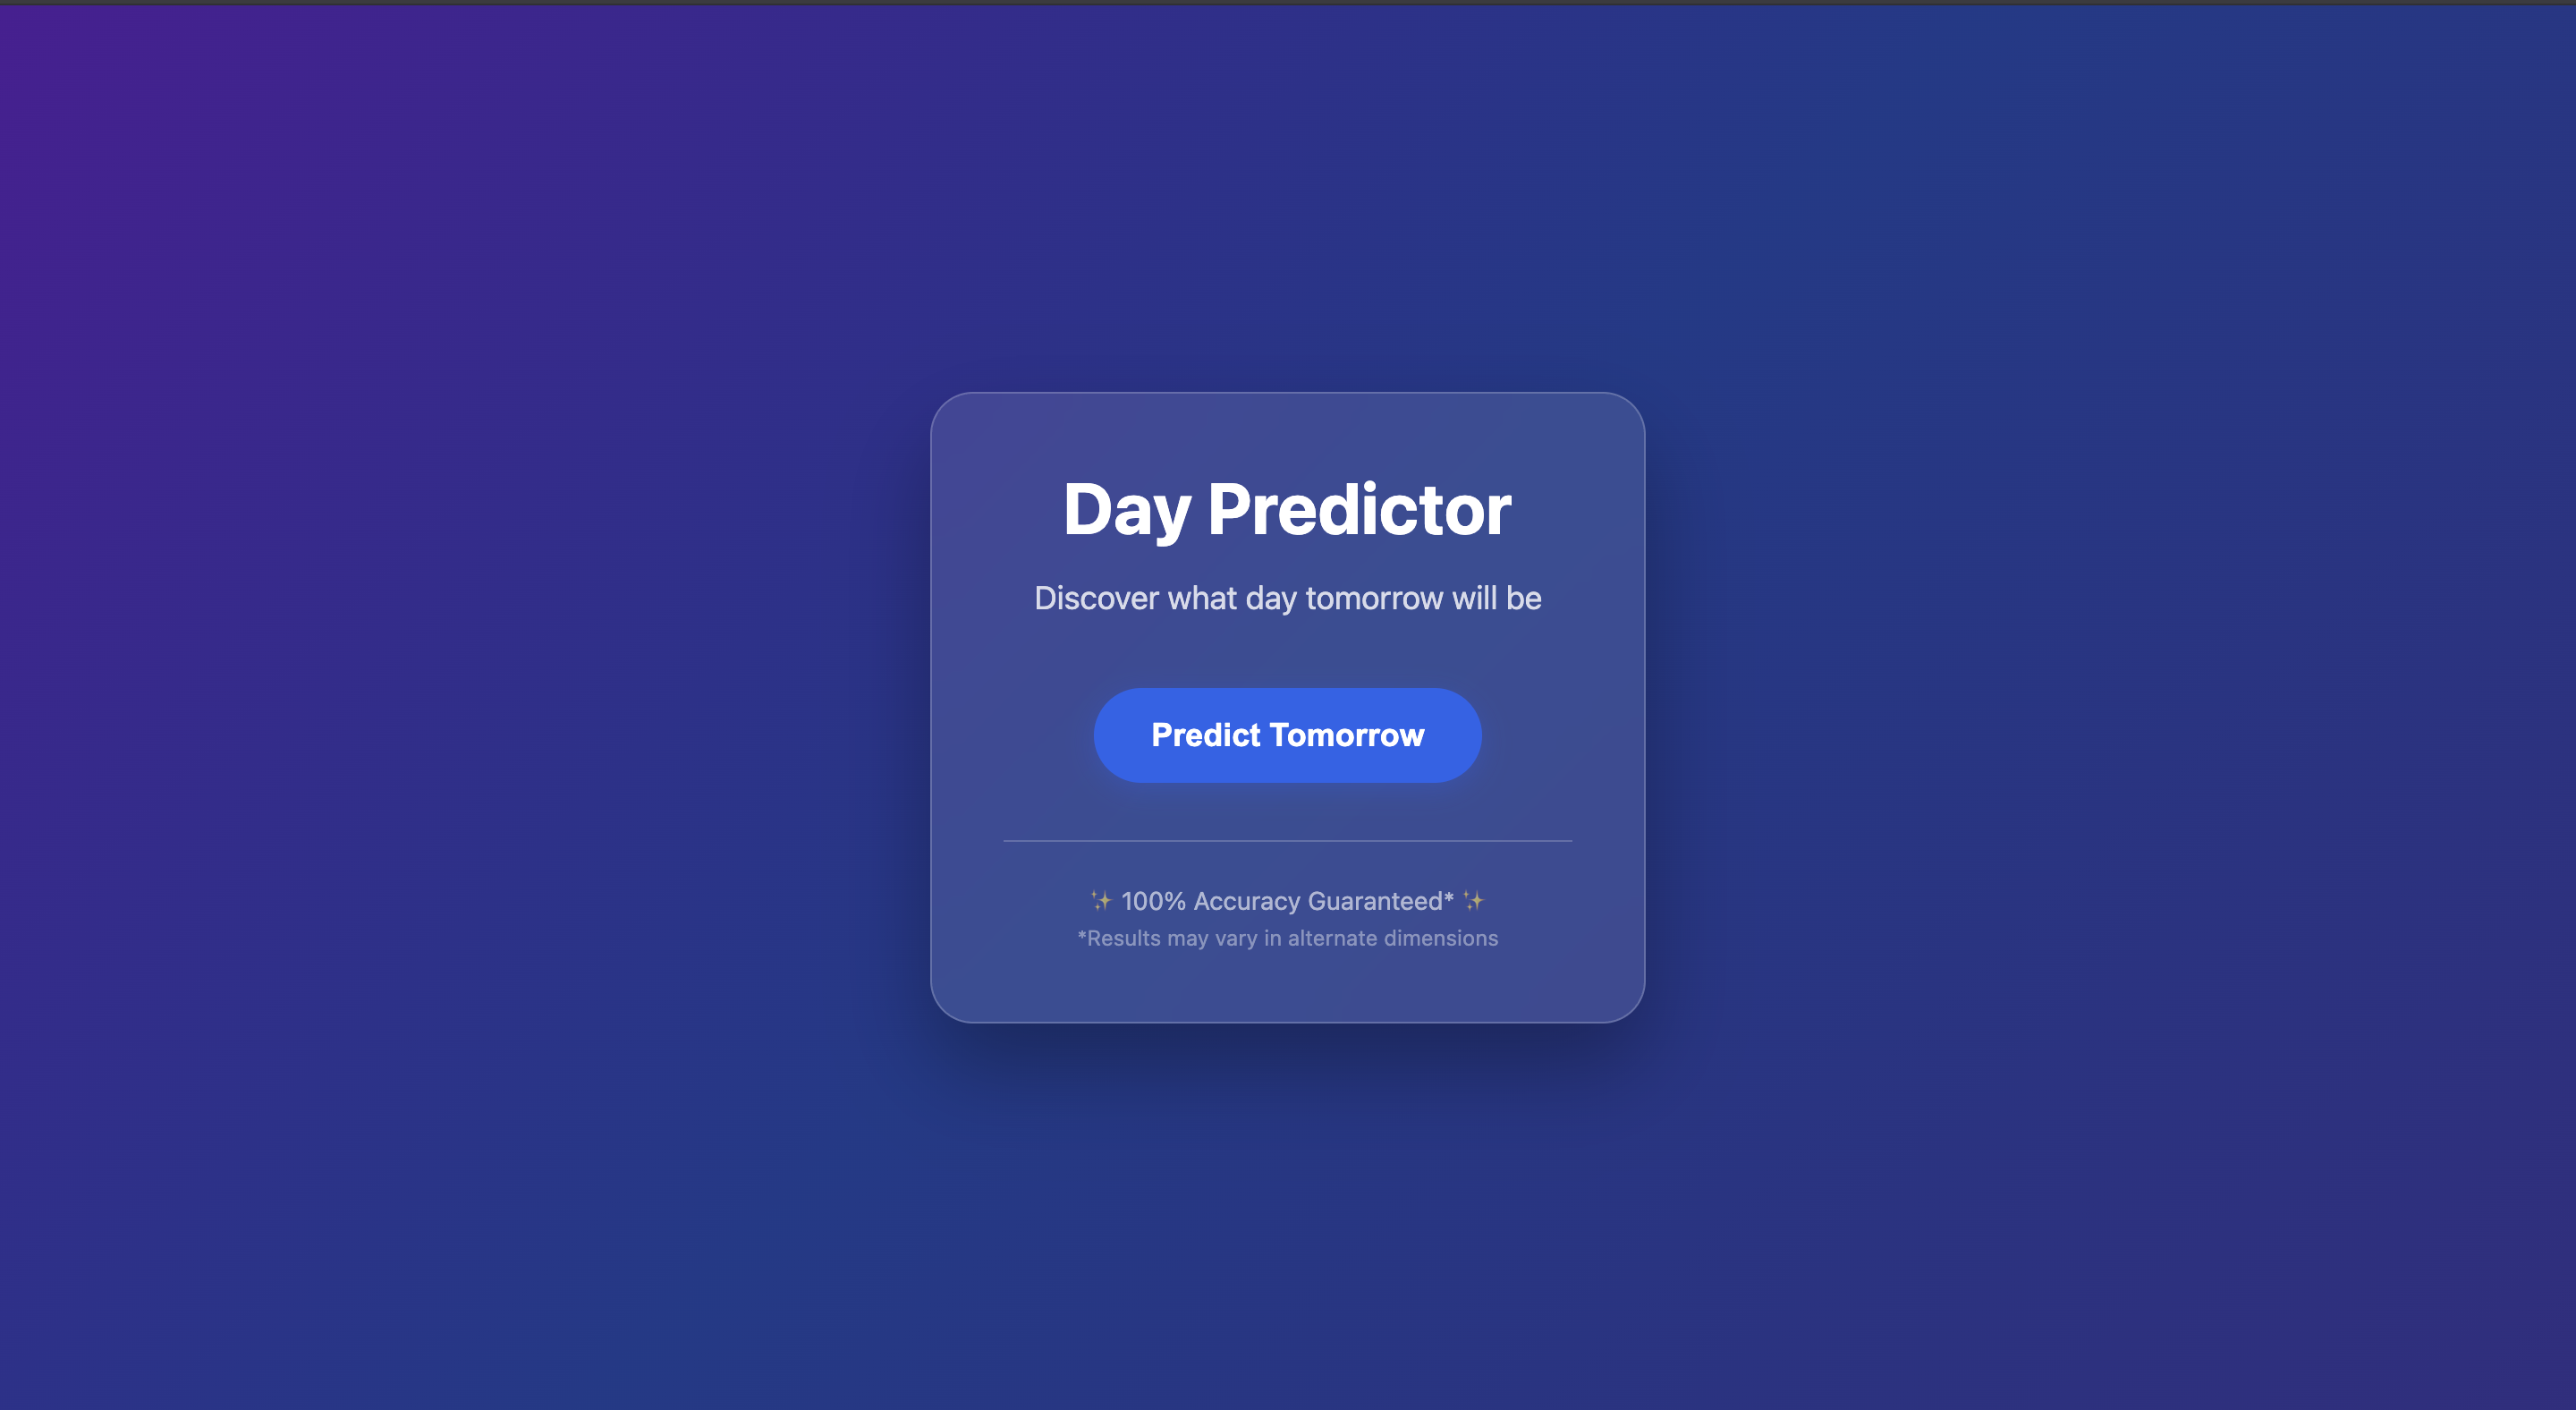 Day Predictor
Discover what day tomorrow will be
Predict Tomorrow
✨ 100% Accuracy Guaranteed* ✨
*Results may vary in alternate dimensions